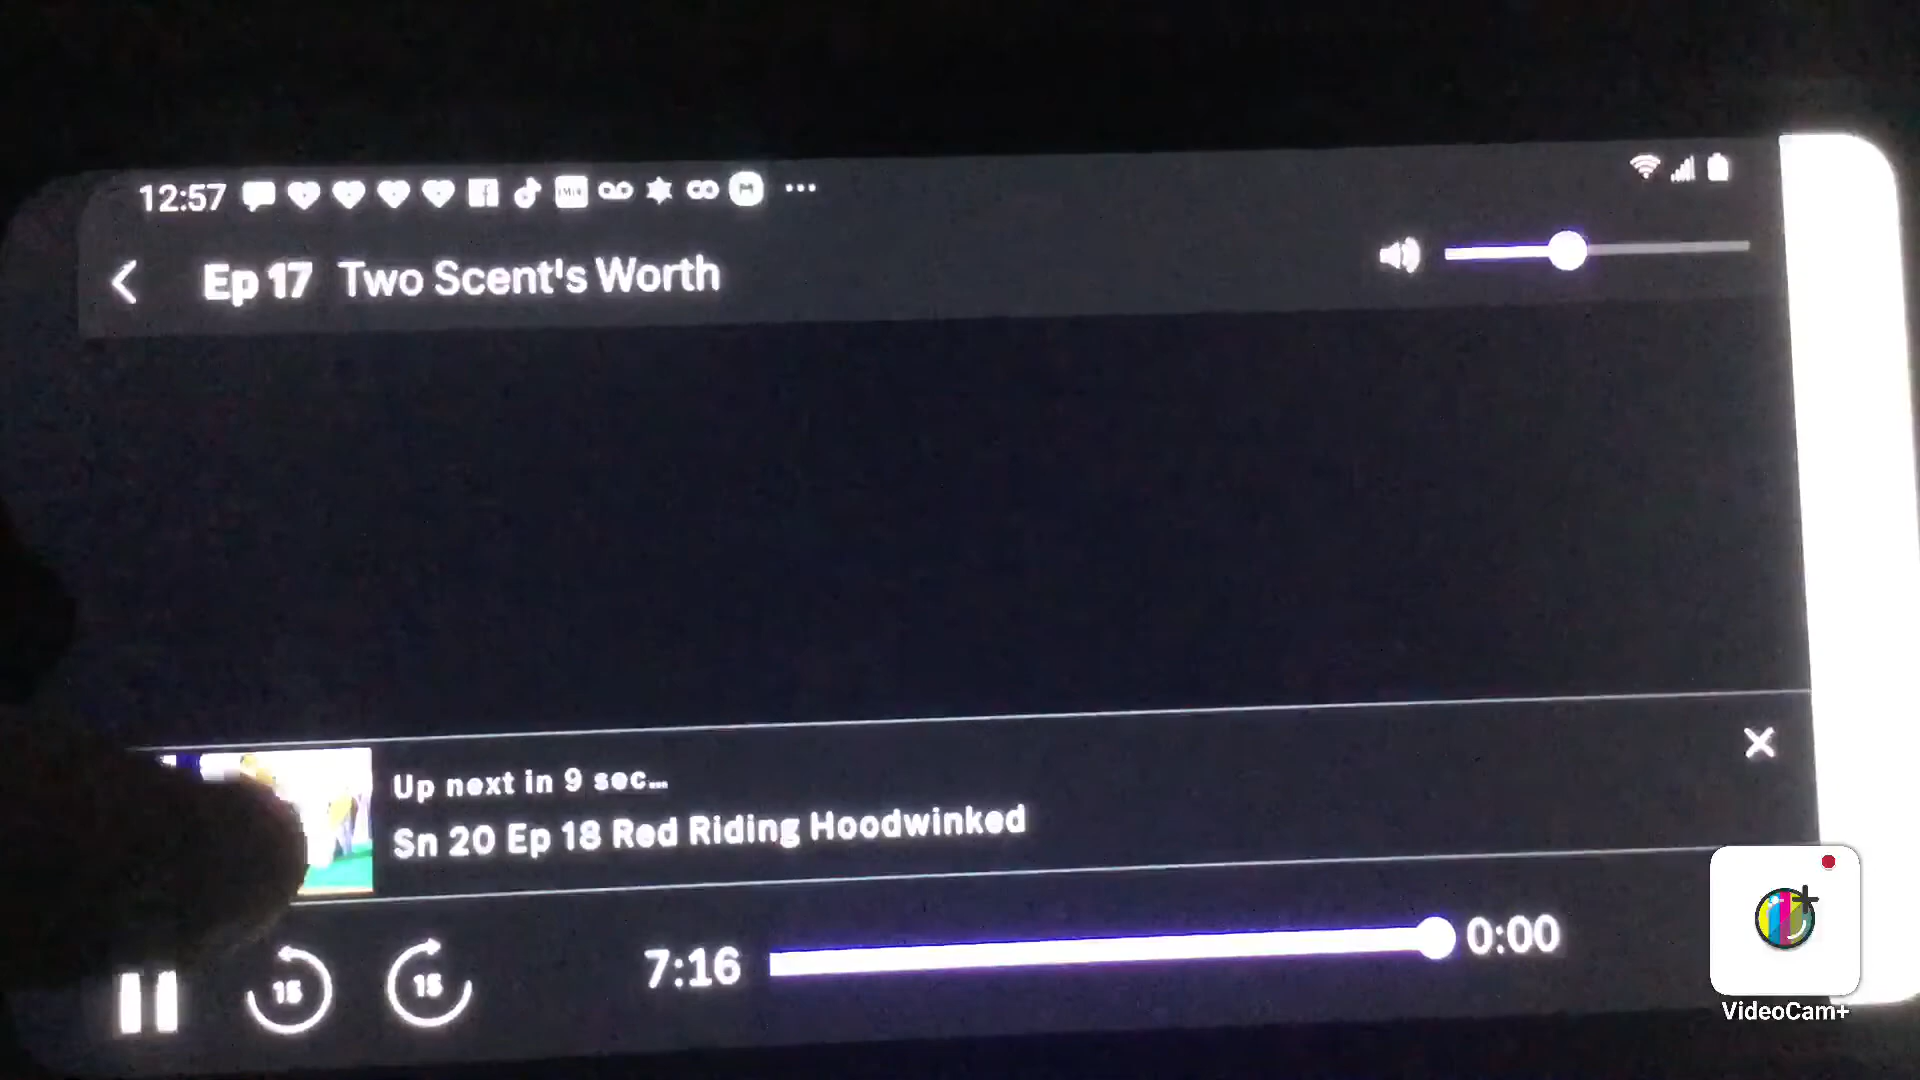 12:57
Ep 17 Two Scent's Worth
Up next in 9 sec...
Sn 20 Ep 18 Red Riding Hoodwinked
15 15 7:16 0:00
VideoCam+